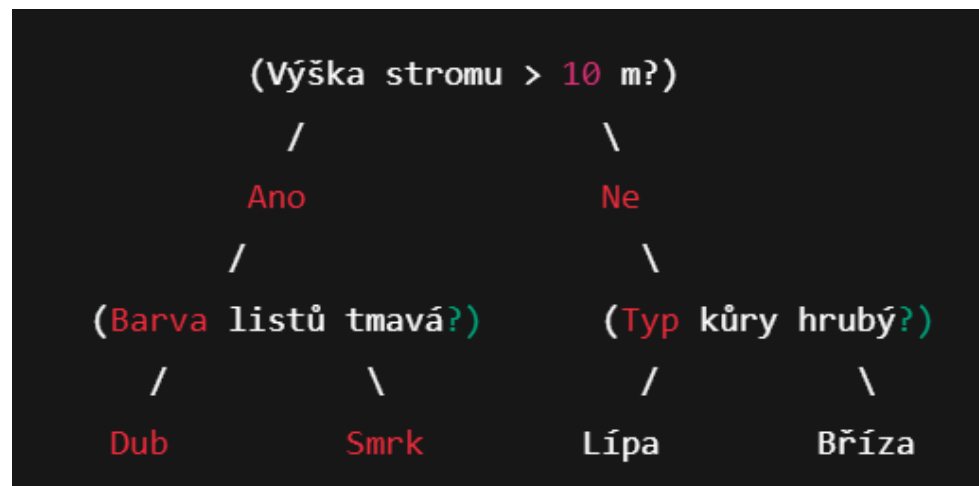 (Výška stromu > 10 m?)
/ \
Ano Ne
/ \
(Barva listů tmavá?) (Typ kůry hrubý?)
/ \ / \
Dub Smrk Lípa Bříza